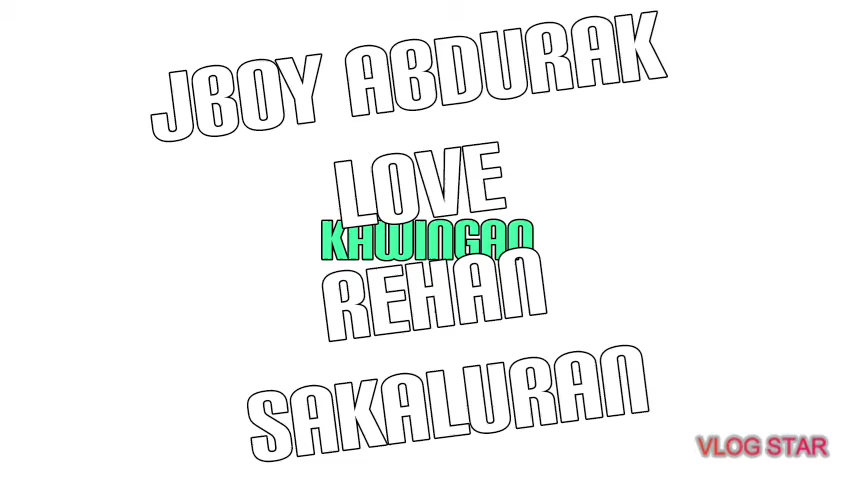 JBOY ABDURAK
LOVE
KAWINGAN
REHAN
SAKALURAN
VLOG STAR